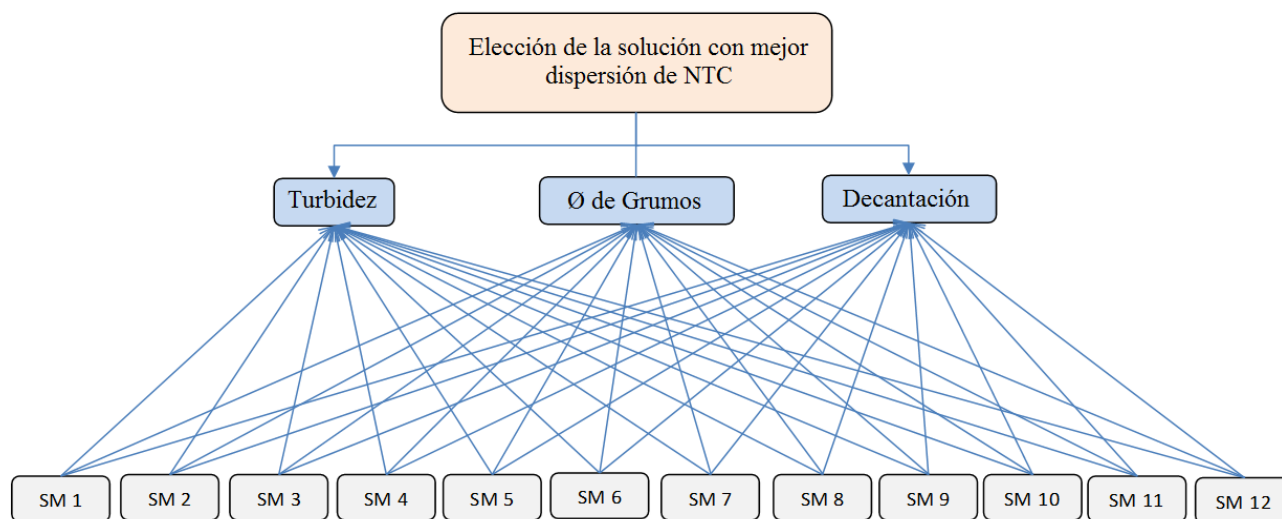 Elección de la solución con mejor
dispersión de NTC
Turbidez
Ø de Grumos
Decantación
SM 1
SM 2
SM 3
SM 4
SM 5
SM 6
SM 7
SM 8
SM 9
SM 10
SM 11
SM 12